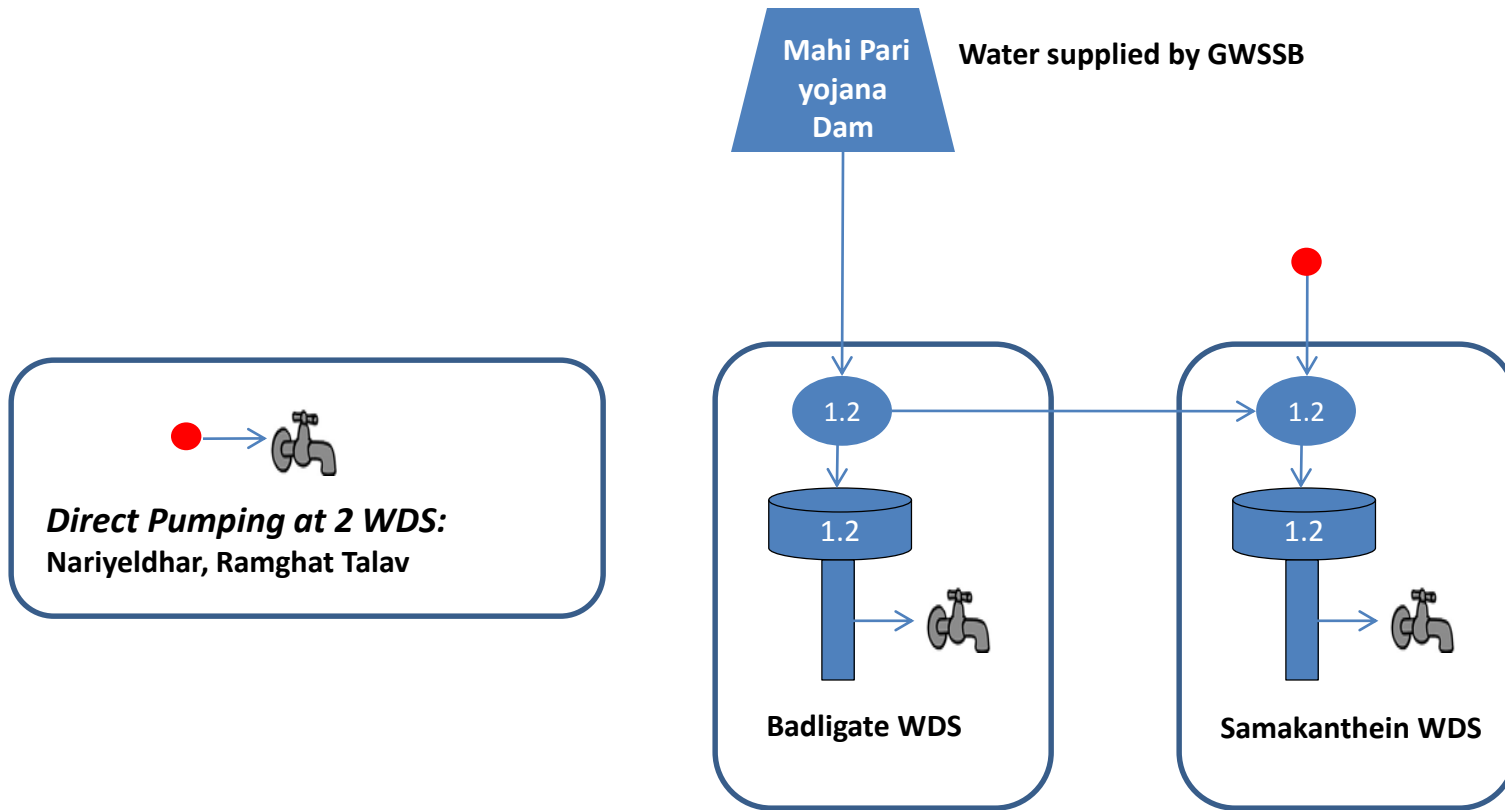 Mahi Pari
yojana
Dam
Water supplied by GWSSB
1.2
1.2
Direct Pumping at 2 WDS:
Nariyeldhar, Ramghat Talav
1.2
1.2
Badligate WDS
Samakanthein WDS